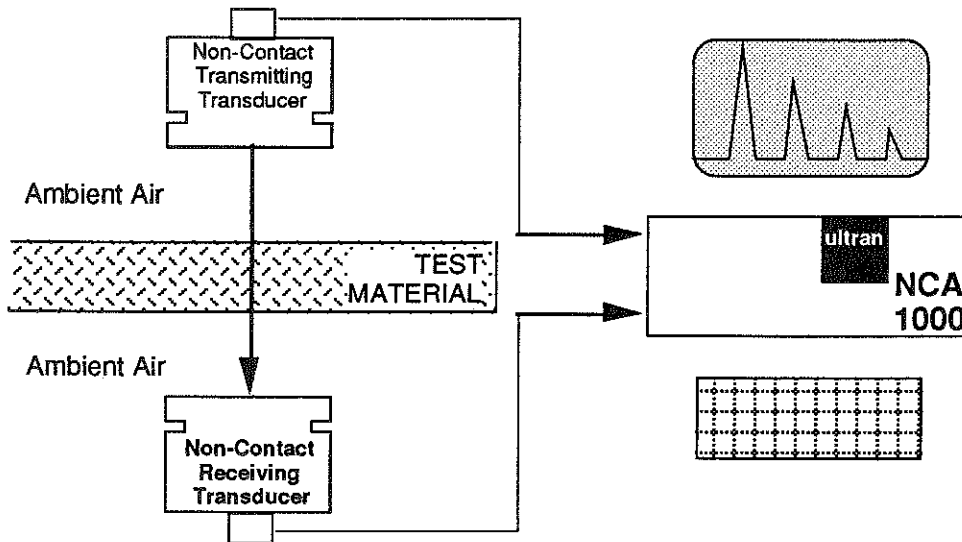 Non-Contact
Transmitting
Transducer
Ambient Air
TEST
MATERIAL
Ambient Air
Non-Contact
Receiving
Transducer
ultran
NCA
1000